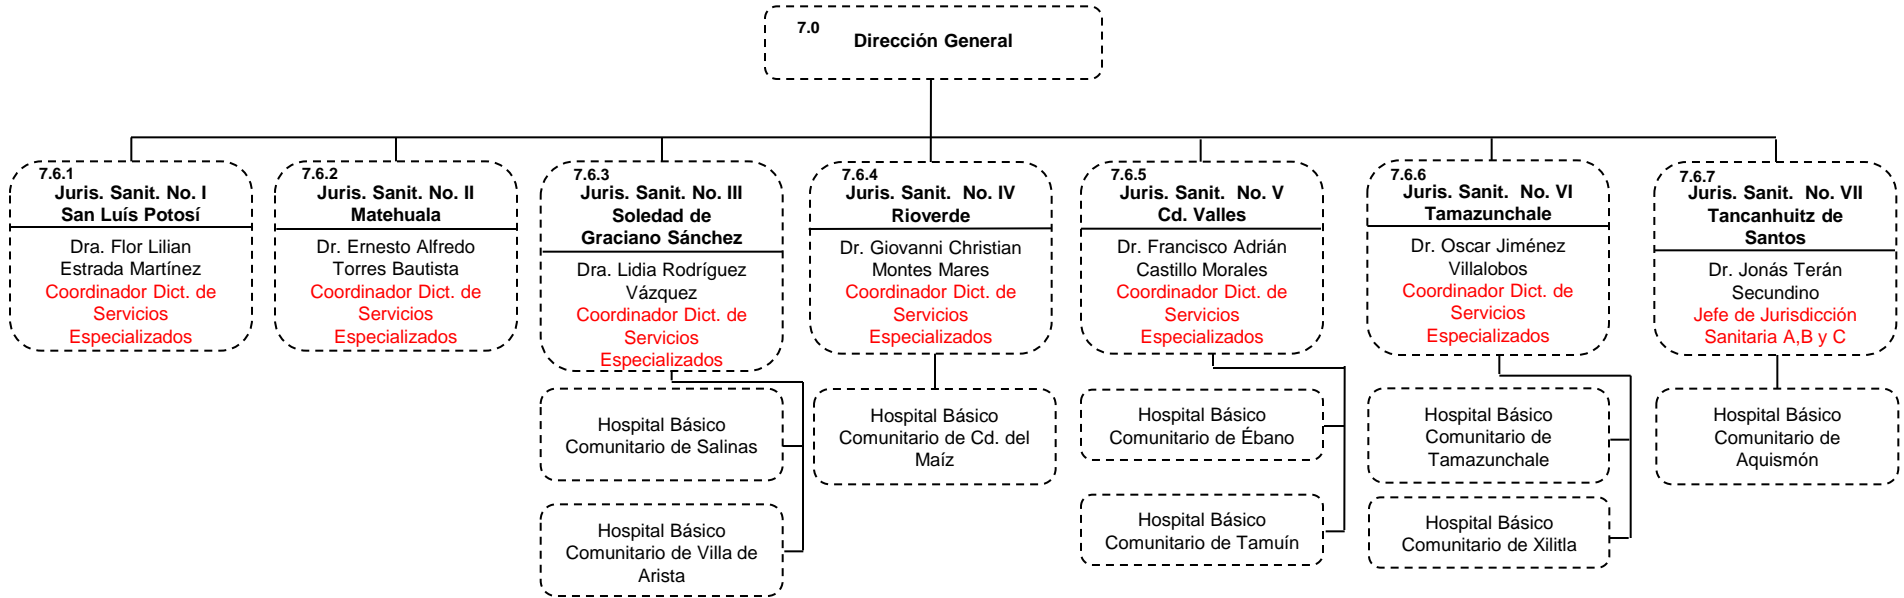 7.0
Dirección General
7.6.1
Juris. Sanit. No. I
San Luís Potosí
Dra. Flor Lilian
Estrada Martínez
Coordinador Dict. de
Servicios
Especializados
7.6.2
Juris. Sanit. No. II
Matehuala
Dr. Ernesto Alfredo
Torres Bautista
Coordinador Dict. de
Servicios
Especializados
7.6.3
Juris. Sanit. No. III
Soledad de
Graciano Sánchez
Dra. Lidia Rodríguez
Vázquez
Coordinador Dict. de
Servicios
Especializados
Hospital Básico
Comunitario de Salinas
Hospital Básico
Comunitario de Villa de
Arista
7.6.4
Juris. Sanit. No. IV
Rioverde
Dr. Giovanni Christian
Montes Mares
Coordinador Dict. de
Servicios
Especializados
Hospital Básico
Comunitario de Cd. del
Maíz
7.6.5
Juris. Sanit. No. V
Cd. Valles
Dr. Francisco Adrián
Castillo Morales
Coordinador Dict. de
Servicios
Especializados
Hospital Básico
Comunitario de Ébano
Hospital Básico
Comunitario de Tamuín
7.6.6
Juris. Sanit. No. VI
Tamazunchale
Dr. Oscar Jiménez
Villalobos
Coordinador Dict. de
Servicios
Especializados
Hospital Básico
Comunitario de
Tamazunchale
Hospital Básico
Comunitario de Xilitla
7.6.7
Juris. Sanit. No. VII
Tancanhuitz de
Santos
Dr. Jonás Terán
Secundino
Jefe de Jurisdicción
Sanitaria A,B y C
Hospital Básico
Comunitario de
Aquismón